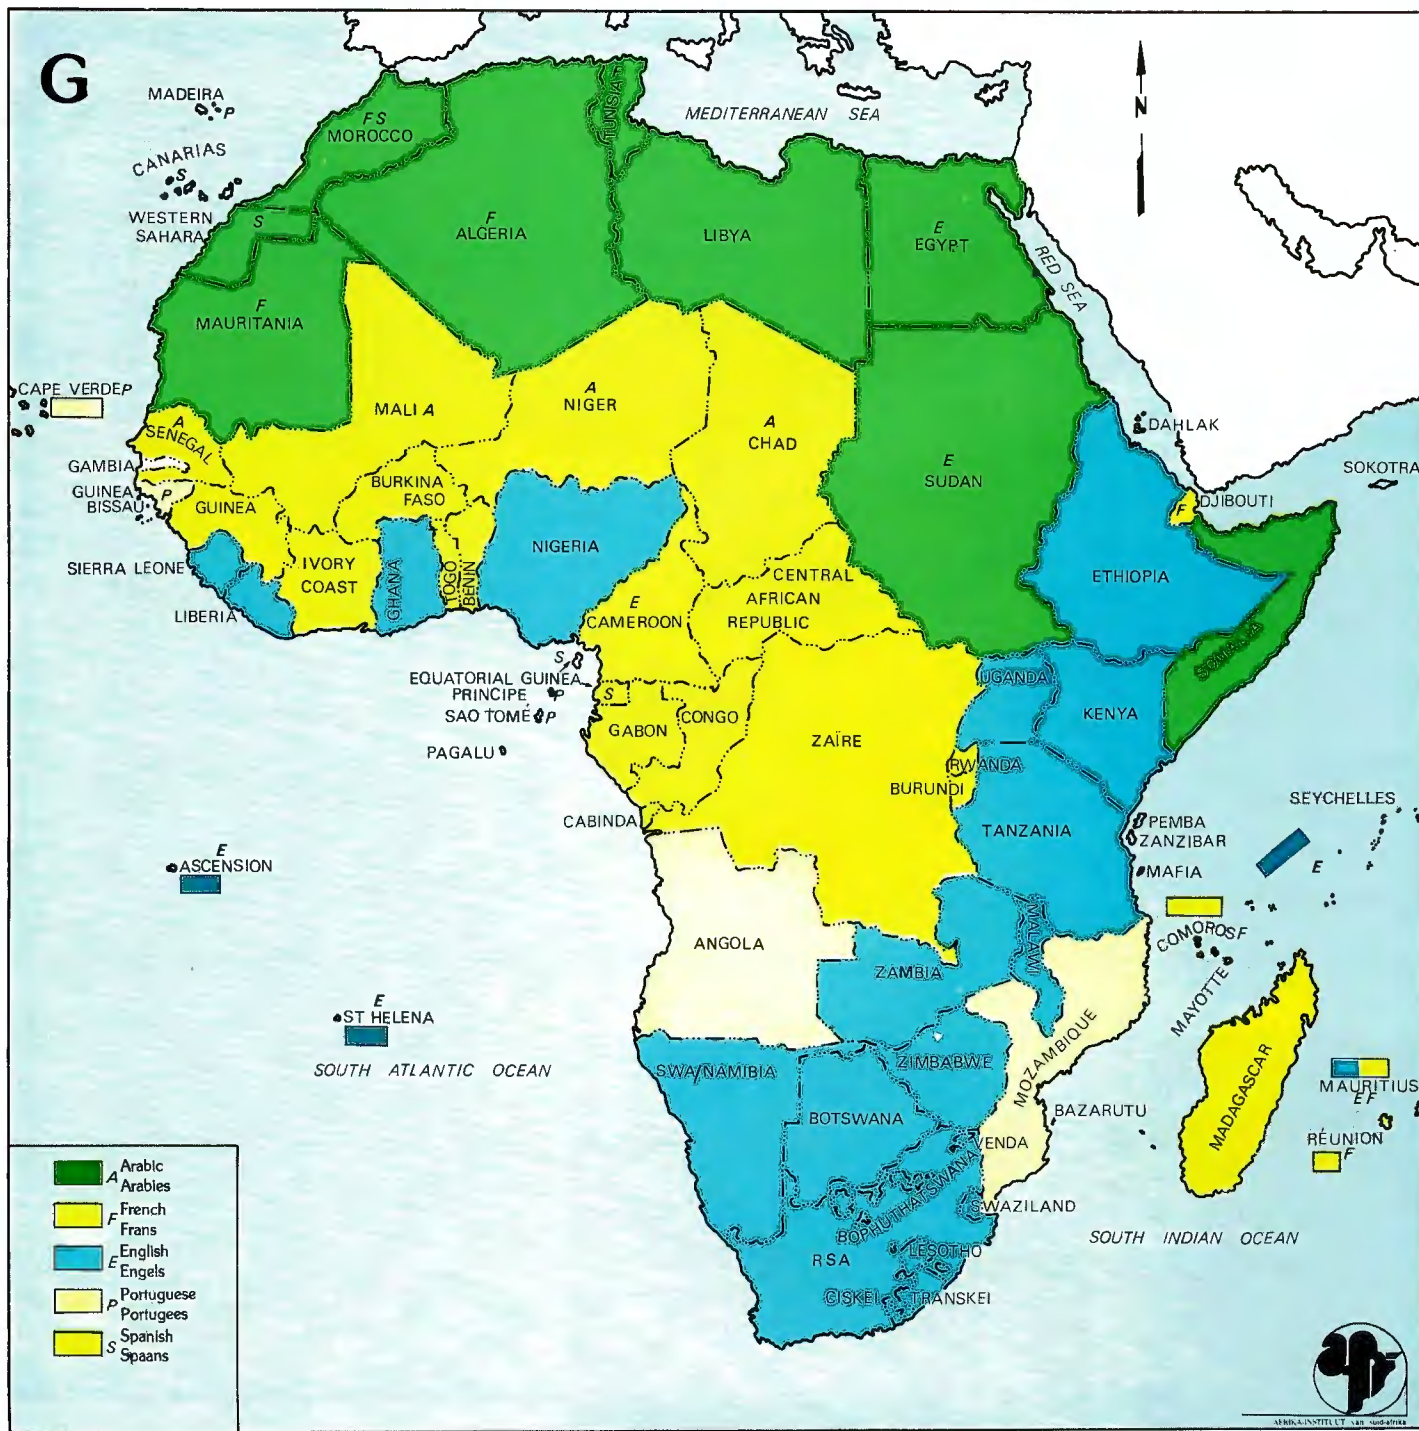 G
N
MADEIRA
P
MEDITERRANEAN SEA
F S
MOROCCO
TUNISIA
CANARIAS
S
WESTERN
SAHARA
S
F
ALGERIA
LIBYA
E
EGYPT
RED SEA
F
MAURITANIA
CAPE VERDE P
MALI A
A
NIGER
A
CHAD
E
SUDAN
DAHLAK
SOKOTRA
A
SENEGAL
GAMBIA
GUINEA
BISSAU
P
GUINEA
BURKINA
FASO
DJIBOUTI
F
SIERRA LEONE
IVORY
COAST
GHANA
TOGO
BENIN
NIGERIA
ETHIOPIA
LIBERIA
E
CAMEROON
CENTRAL
AFRICAN
REPUBLIC
SOMALIA
S
EQUATORIAL GUINEA
PRINCIPE
P
S
SAO TOMÉ
P
UGANDA
KENYA
GABON
CONGO
ZAÏRE
PAGALU
RWANDA
BURUNDI
CABINDA
TANZANIA
SEYCHELLES
E
PEMBA
ZANZIBAR
MAFIA
E
ASCENSION
ANGOLA
ZAMBIA
MALAWI
COMOROS F
MAYOTTE
E
ST HELENA
SOUTH ATLANTIC OCEAN
SWA/NAMIBIA
ZIMBABWE
MOZAMBIQUE
MADAGASCAR
MAURITIUS
E F
BOTSWANA
BAZARUTU
RÉUNION
F
VENDA
BOPHUTHATSWANA
SWAZILAND
RSA
LESOTHO
CISKEI
TRANSKEI
SOUTH INDIAN OCEAN
A Arabic
Arabies
F French
Frans
E English
Engels
P Portuguese
Portugees
S Spanish
Spaans
AFRIKA-INSTITUUT van suid-afrika